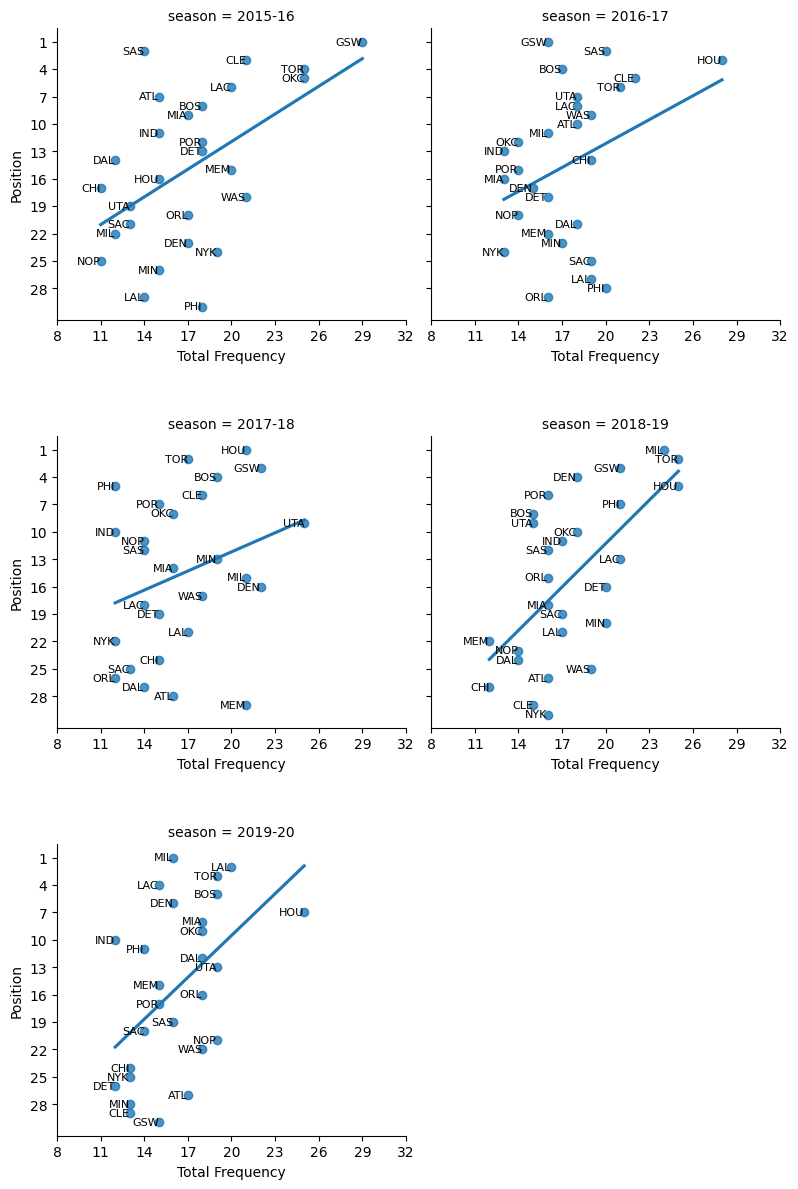 season = 2015-16
season = 2016-17
1
4
7
10
13
16
19
22
25
28
Position
GSW
SAS
CLE
TOR
OKC
LAC
ATL
BOS
MIA
IND
POR
DET
DAL
MEM
HOU
CHI
WAS
UTA
ORL
SAC
MIL
DEN
NYK
NOP
MIN
LAL
PHI
8 11 14 17 20 23 26 29 32
Total Frequency
GSW
SAS
HOU
BOS
CLE
TOR
UTA
LAC
WAS
ATL
MIL
OKC
IND
CHI
POR
MIA
DEN
DET
NOP
DAL
MEM
MIN
NYK
SAC
LAL
PHI
ORL
8 11 14 17 20 23 26 29 32
Total Frequency
season = 2017-18
season = 2018-19
1
4
7
10
13
16
19
22
25
28
Position
HOU
TOR
GSW
BOS
PHI
CLE
POR
OKC
UTA
IND
NOP
SAS
MIN
MIA
MIL
DEN
WAS
LAC
DET
LAL
NYK
CHI
SAC
ORL
DAL
ATL
MEM
8 11 14 17 20 23 26 29 32
Total Frequency
MIL
TOR
GSW
DEN
HOU
POR
PHI
BOS
UTA
OKC
IND
SAS
LAC
ORL
DET
MIA
SAC
MIN
LAL
MEM
NOP
DAL
WAS
ATL
CHI
CLE
NYK
8 11 14 17 20 23 26 29 32
Total Frequency
season = 2019-20
1
4
7
10
13
16
19
22
25
28
Position
MIL
LAL
TOR
LAC
BOS
DEN
HOU
MIA
OKC
IND
PHI
DAL
UTA
MEM
ORL
POR
SAS
SAC
NOP
WAS
CHI
NYK
DET
ATL
MIN
CLE
GSW
8 11 14 17 20 23 26 29 32
Total Frequency